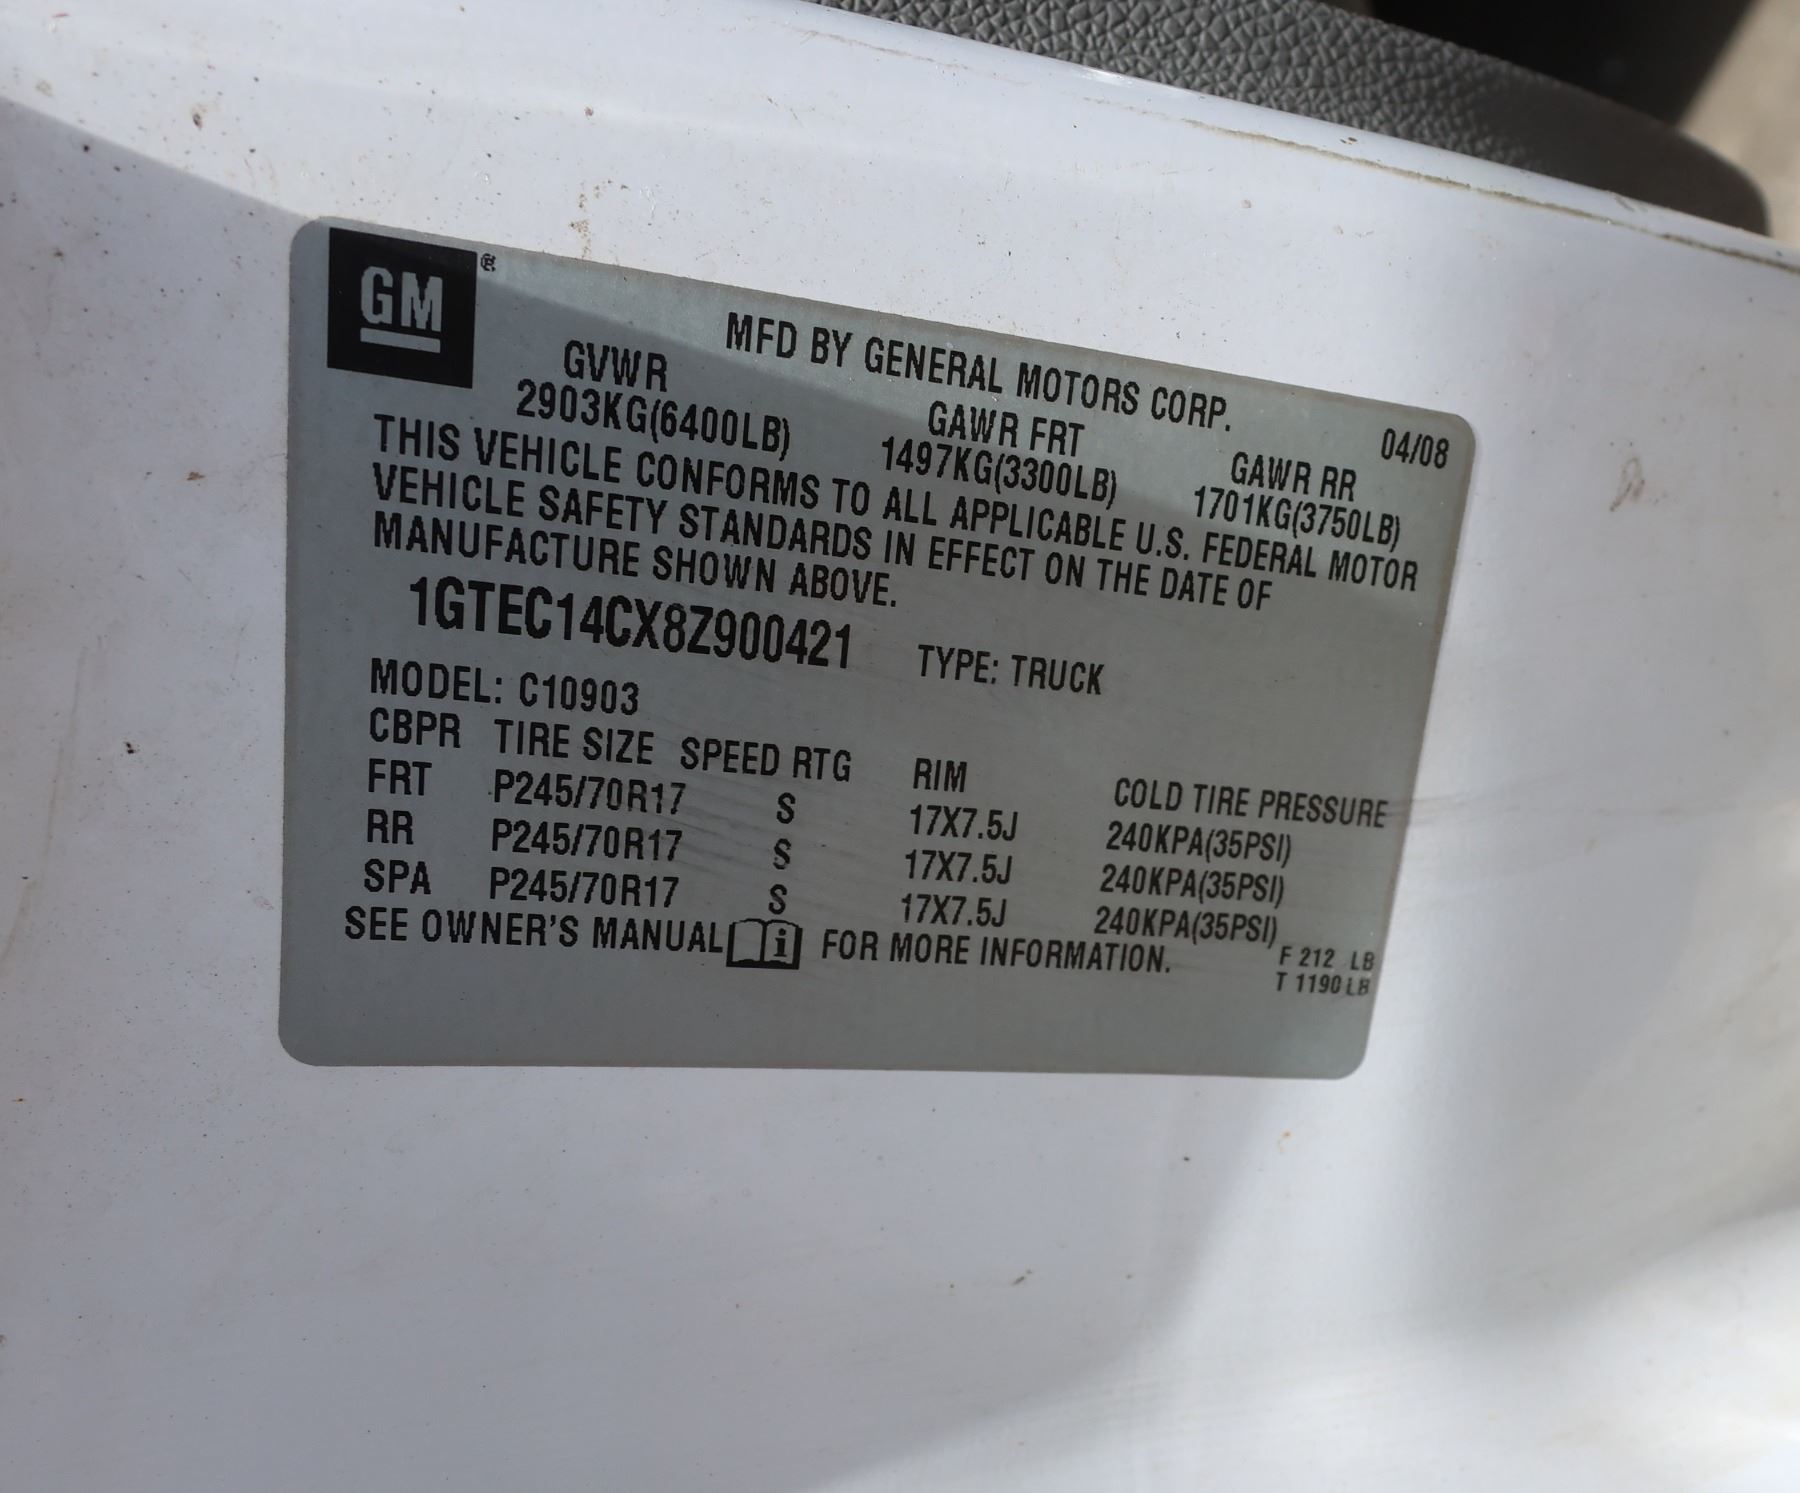 GM ®
MFD BY GENERAL MOTORS CORP.
04/08
GVWR GAWR FRT GAWR RR
2903KG(6400LB) 1497KG(3300LB) 1701KG(3750LB)
THIS VEHICLE CONFORMS TO ALL APPLICABLE U.S. FEDERAL MOTOR
VEHICLE SAFETY STANDARDS IN EFFECT ON THE DATE OF
MANUFACTURE SHOWN ABOVE.
1GTEC14CX8Z900421 TYPE: TRUCK
MODEL: C10903
CBPR TIRE SIZE SPEED RTG RIM COLD TIRE PRESSURE
FRT P245/70R17 S 17X7.5J 240KPA(35PSI)
RR P245/70R17 S 17X7.5J 240KPA(35PSI)
SPA P245/70R17 S 17X7.5J 240KPA(35PSI)
SEE OWNER'S MANUAL i FOR MORE INFORMATION.
F 212 LB
T 1190 LB